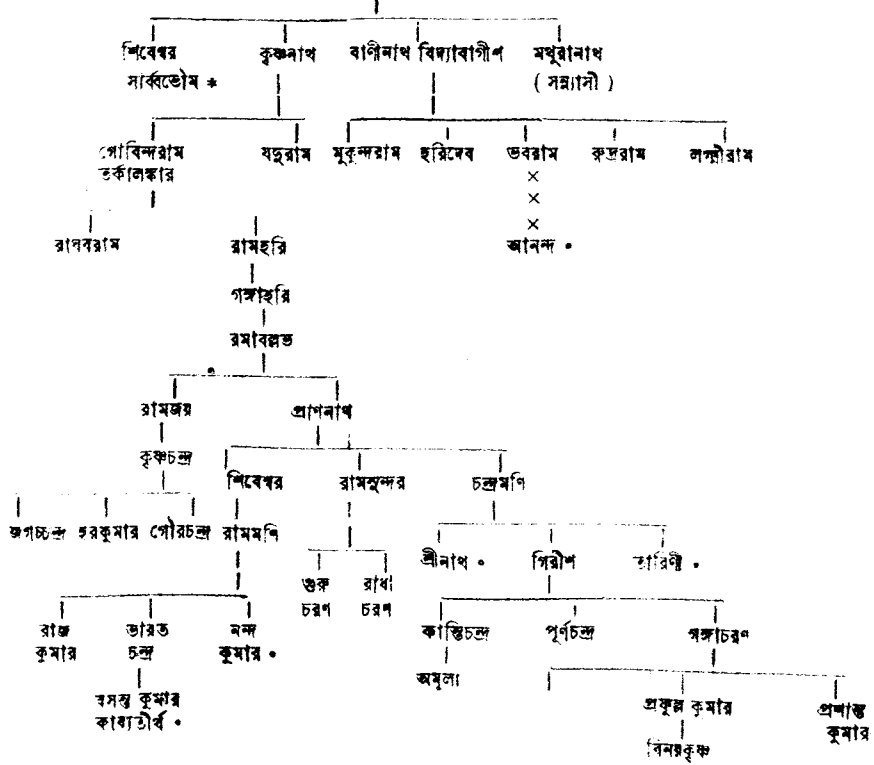 শিবেশ্বর কৃষ্ণনাথ বাণীনাথ বিদ্যাবাগীশ মথুরানাথ
সার্ব্বভৌম * ( সন্ন্যাসী )
গোবিন্দরাম যদুরাম মুকুন্দরাম হরিদেব ভবরাম রুদ্ররাম লক্ষ্মীরাম
তর্কালঙ্কার ×
×
×
রাঘবরাম রামহরি আনন্দ •
গঙ্গাহরি
রমাবল্লভ
রামজয় প্রাণনাথ
কৃষ্ণচন্দ্র
শিবেশ্বর রামসুন্দর চন্দ্রমণি
জগচ্চন্দ্র হরকুমার গৌরচন্দ্র রামমণি
শ্রীনাথ • গিরীশ তারিণী •
গুরু রাধা
চরণ চরণ
রাজ ভারত নন্দ কান্তিচন্দ্র পূর্ণচন্দ্র গঙ্গাচরণ
কুমার চন্দ্র কুমার •
অমূল্য
বসন্ত কুমার প্রফুল্ল কুমার প্রশান্ত
কাব্যতীর্থ • কুমার
বিনয়কৃষ্ণ